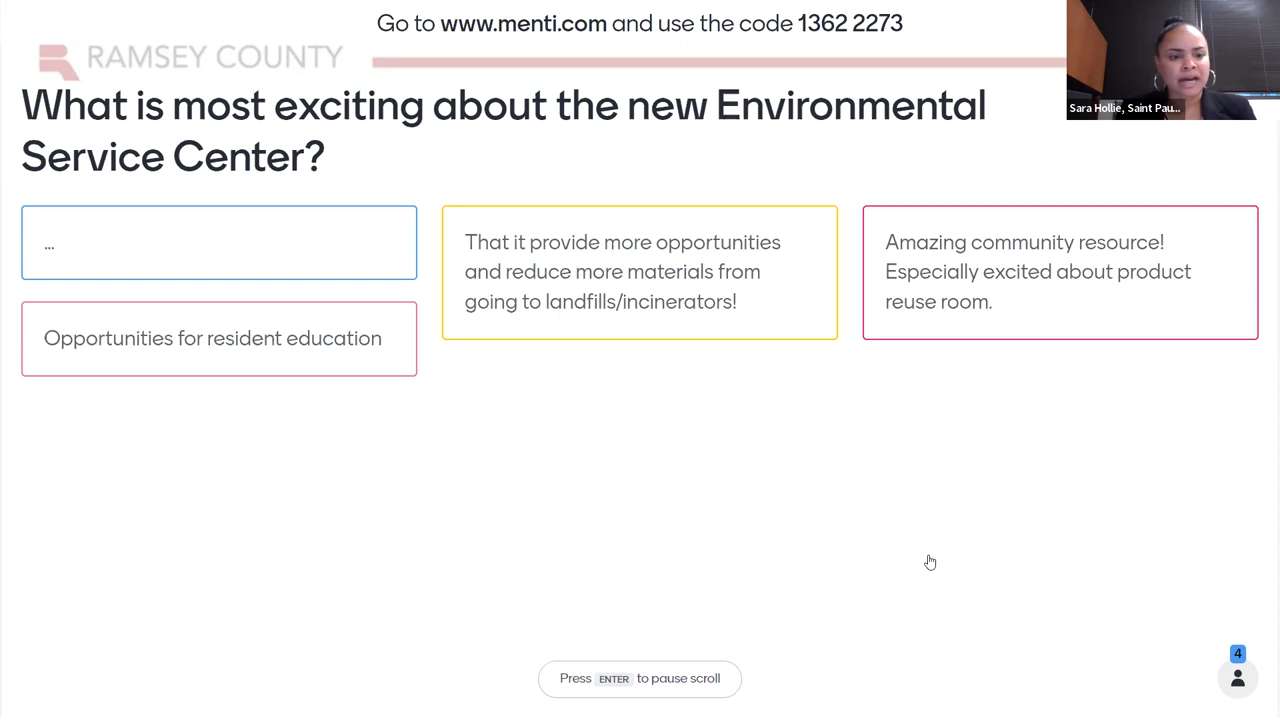 Go to www.menti.com and use the code 1362 2273
RAMSEY COUNTY
Sara Hollie, Saint Pau...
What is most exciting about the new Environmental
Service Center?
...
Opportunities for resident education
That it provide more opportunities
and reduce more materials from
going to landfills/incinerators!
Amazing community resource!
Especially excited about product
reuse room.
Press ENTER to pause scroll
4